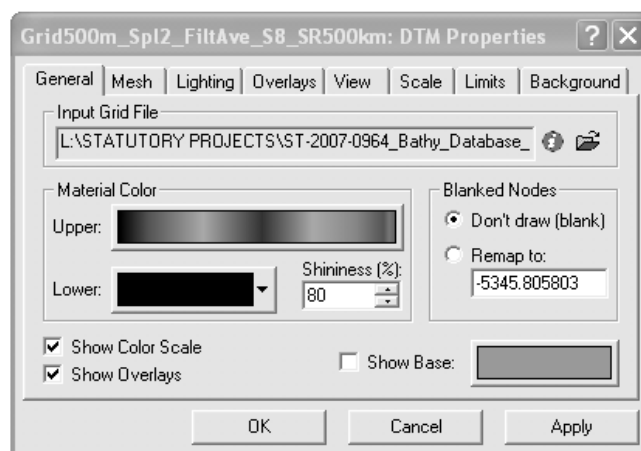 Grid500m_Spl2_FiltAve_S8_SR500km: DTM Properties
General Mesh Lighting Overlays View Scale Limits Background
Input Grid File
L:\STATUTORY PROJECTS\ST-2007-0964_Bathy_Database_
Material Color
Upper:
Lower:
Shininess (%):
80
Blanked Nodes
Don't draw (blank)
Remap to:
-5345.805803
Show Color Scale
Show Overlays
Show Base:
OK Cancel Apply